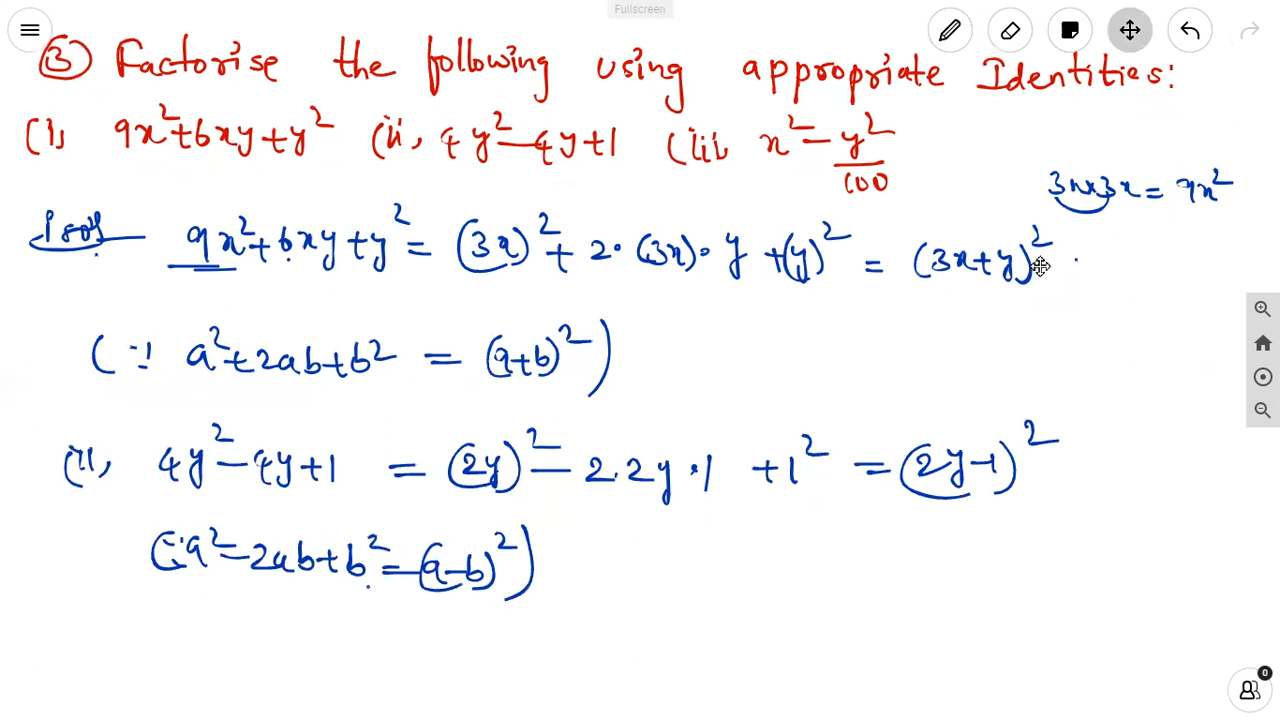 Fullscreen
③ Factorise the following using appropriate Identities:
(i, 9x²+6xy+y² (ii, 4y²-4y+1 (iii, x²-y²/100
3x×3x = 9x²
sol 9x²+6xy+y² = (3x)²+2·(3x)·y+(y)² = (3x+y)²
(∵ a²+2ab+b² = (a+b)²)
(ii, 4y²-4y+1 = (2y)²-2.2y·1+1² = (2y-1)²
(∵a²-2ab+b²=(a-b)²)
0